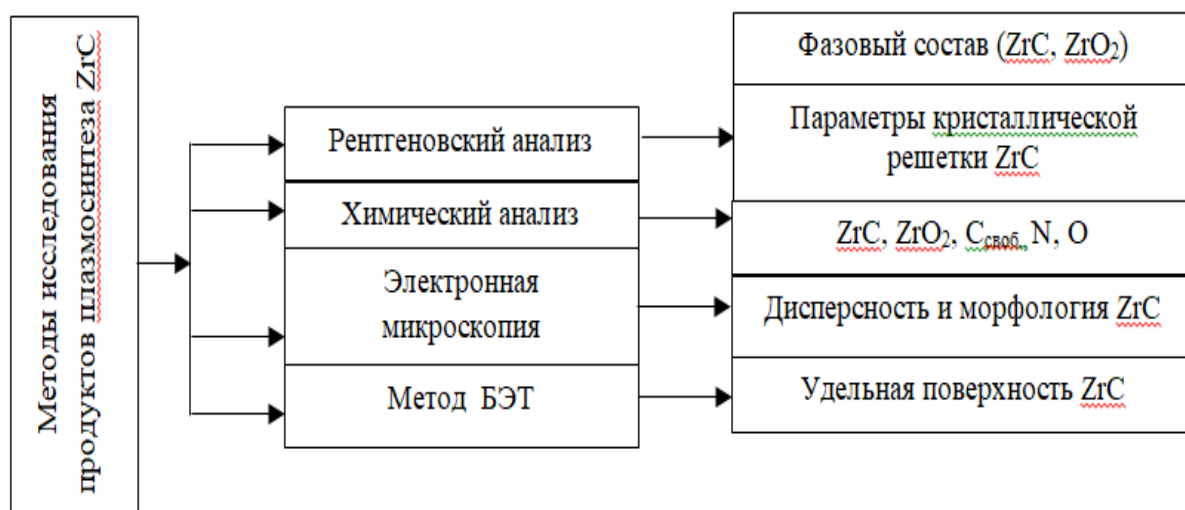 Методы исследования
продуктов плазмосинтеза ZrC
Рентгеновский анализ
Химический анализ
Электронная
микроскопия
Метод БЭТ
Фазовый состав (ZrC, ZrO₂)
Параметры кристаллической
решетки ZrC
ZrC, ZrO₂, Cсвоб., N, O
Дисперсность и морфология ZrC
Удельная поверхность ZrC